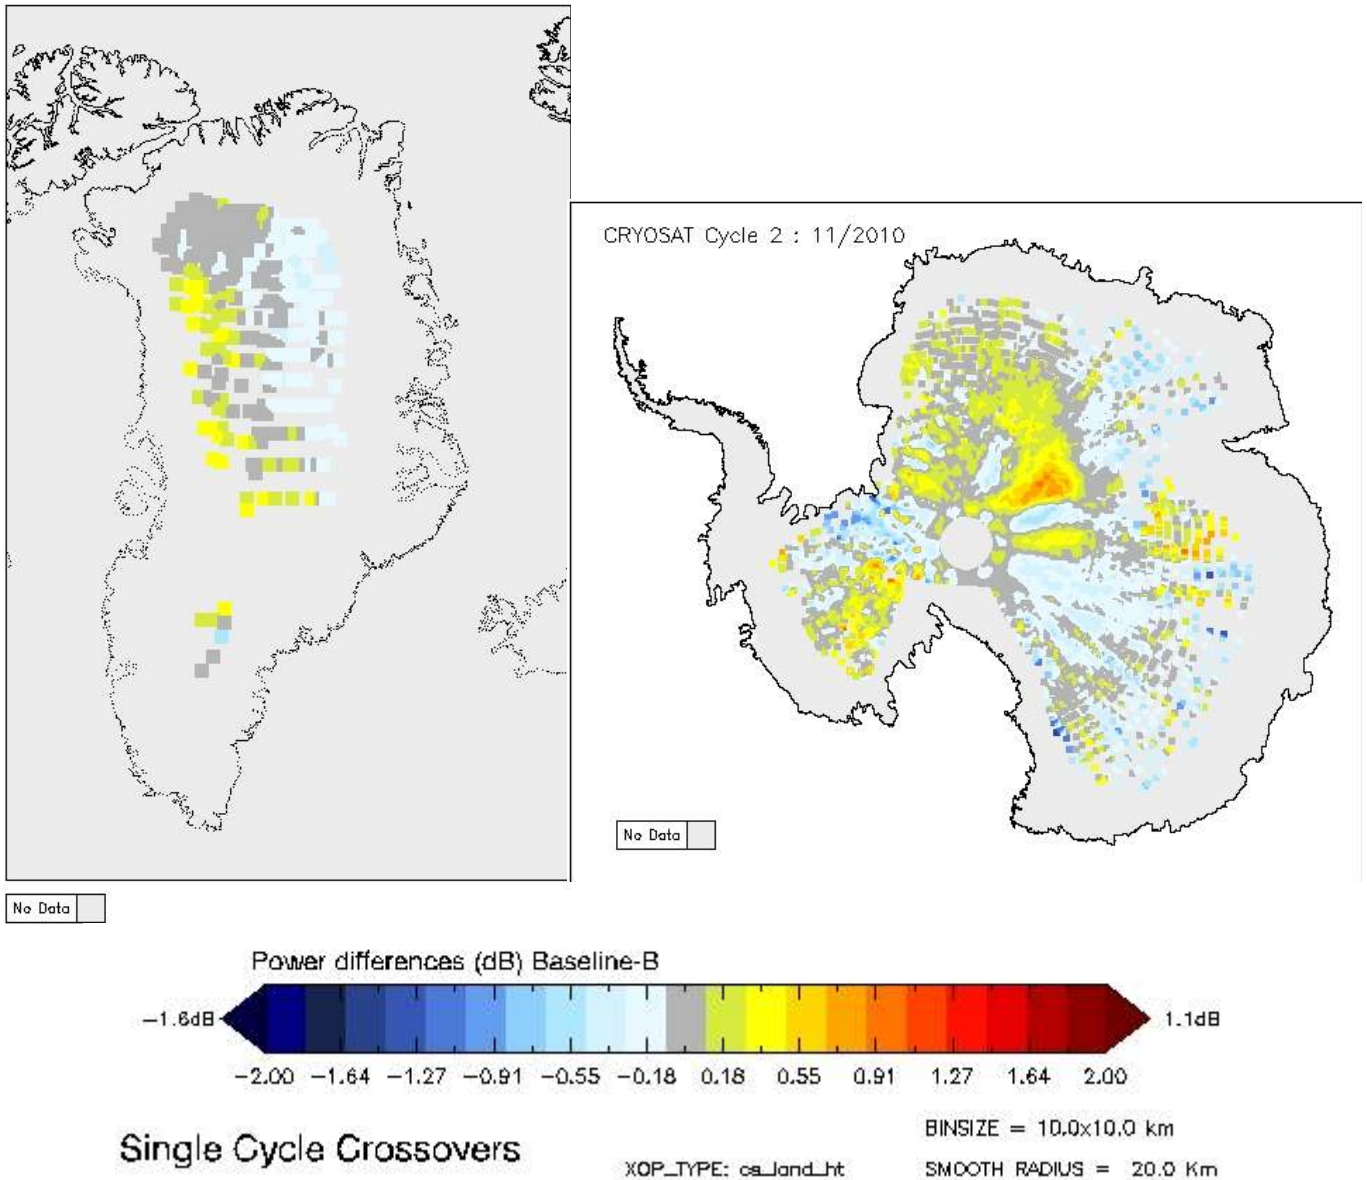 CRYOSAT Cycle 2 : 11/2010
No Data
No Data
Power differences (dB) Baseline-B
−1.6dB
1.1dB
−2.00 −1.64 −1.27 −0.91 −0.55 −0.18 0.18 0.55 0.91 1.27 1.64 2.00
BINSIZE = 10.0x10.0 km
Single Cycle Crossovers
XOP_TYPE: cs_land_ht
SMOOTH RADIUS = 20.0 Km